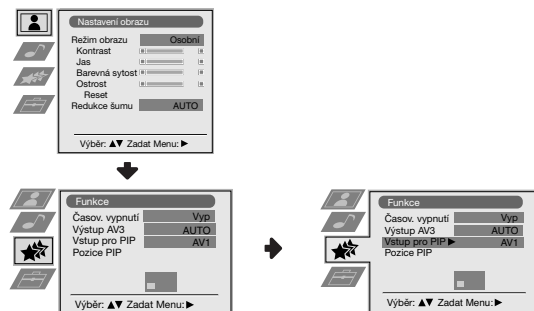 Nastavení obrazu
Režim obrazu Osobní
Kontrast
Jas
Barevná sytost
Ostrost
Reset
Redukce šumu AUTO
Výběr: ▲▼ Zadat Menu: ►
Funkce
Časov. vypnutí Vyp
Výstup AV3 AUTO
Vstup pro PIP AV1
Pozice PIP
Výběr: ▲▼ Zadat Menu: ►
Funkce
Časov. vypnutí Vyp
Výstup AV3 AUTO
Vstup pro PIP ► AV1
Pozice PIP
Výběr: ▲▼ Zadat Menu: ►